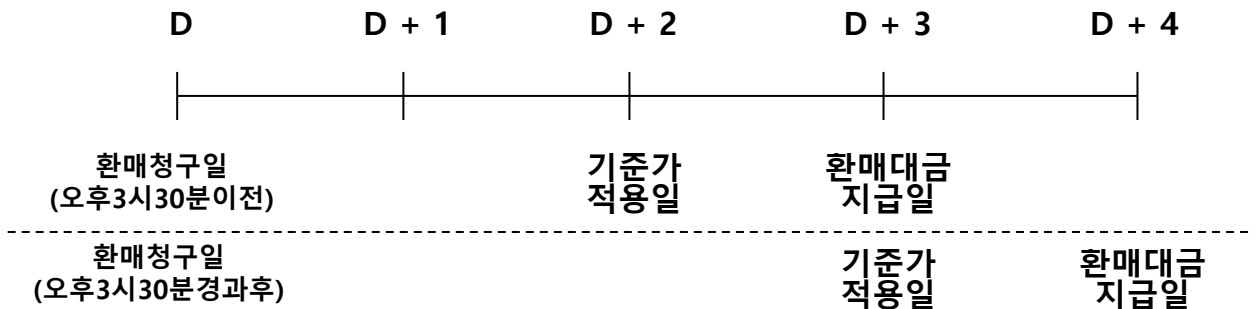 D D + 1 D + 2 D + 3 D + 4
환매청구일
(오후3시30분이전)
기준가
적용일
환매대금
지급일
환매청구일
(오후3시30분경과후)
기준가
적용일
환매대금
지급일